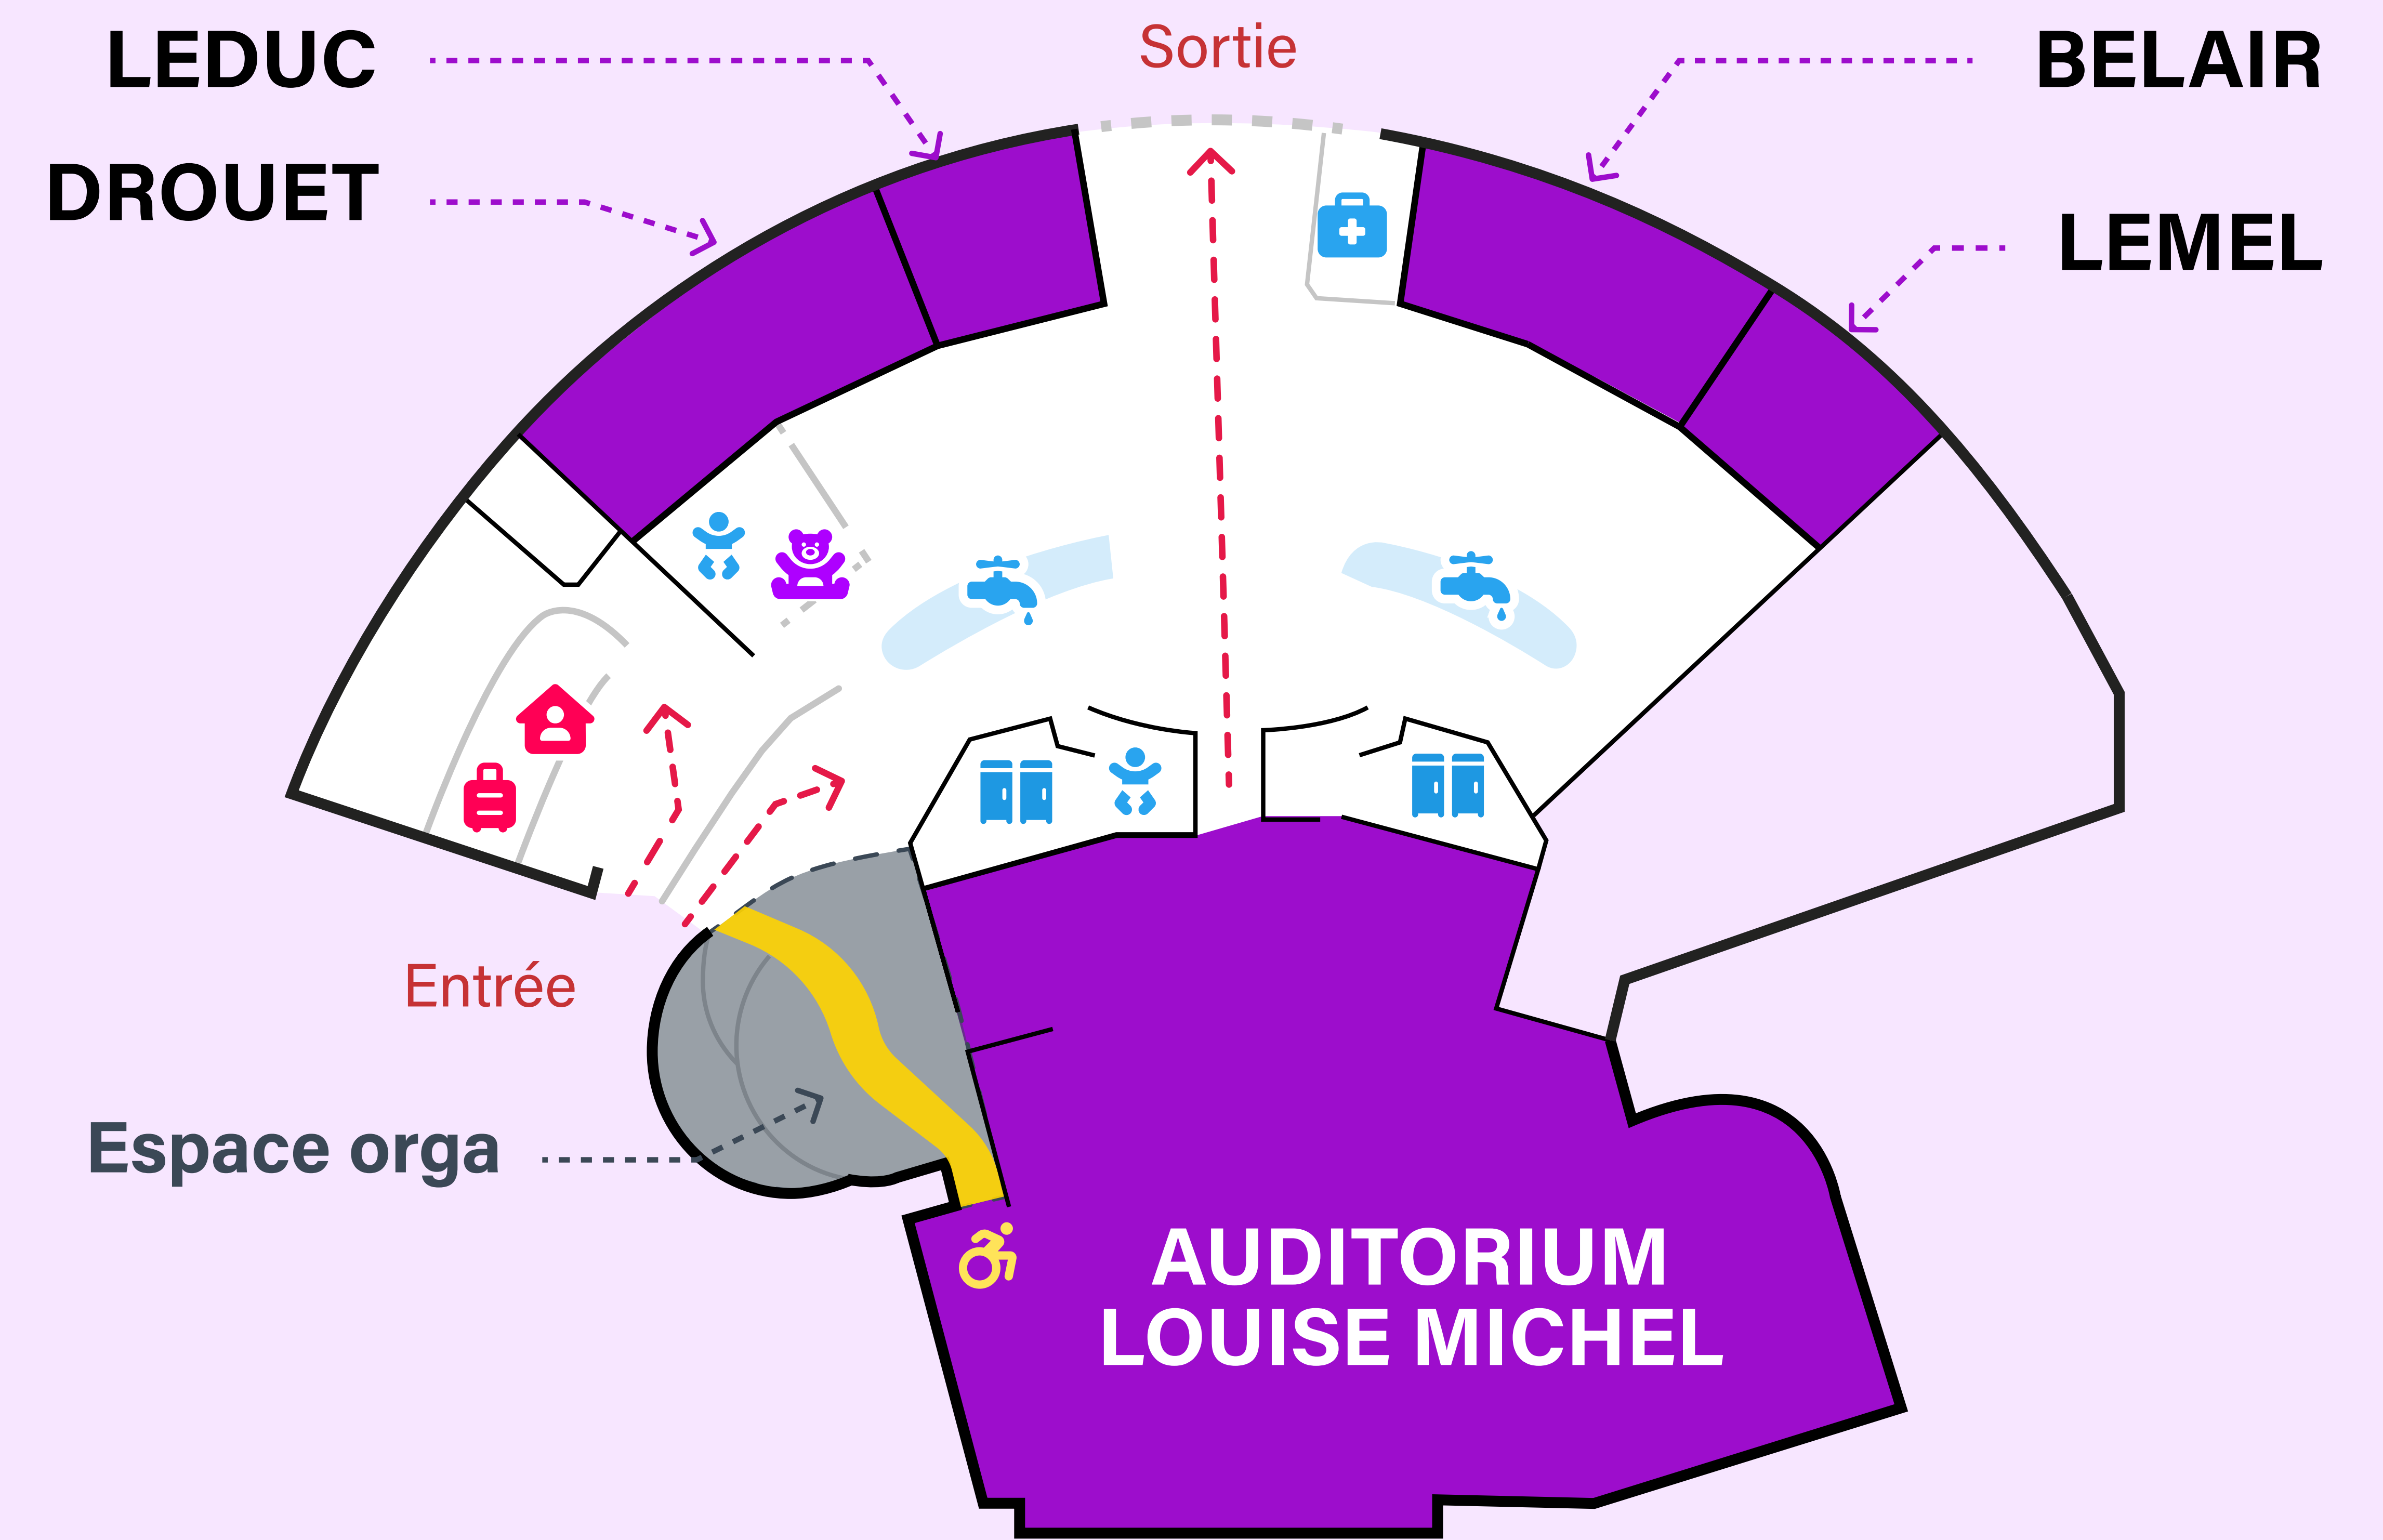 LEDUC
Sortie
BELAIR
DROUET
LEMEL
Entrée
Espace orga
AUDITORIUM
LOUISE MICHEL